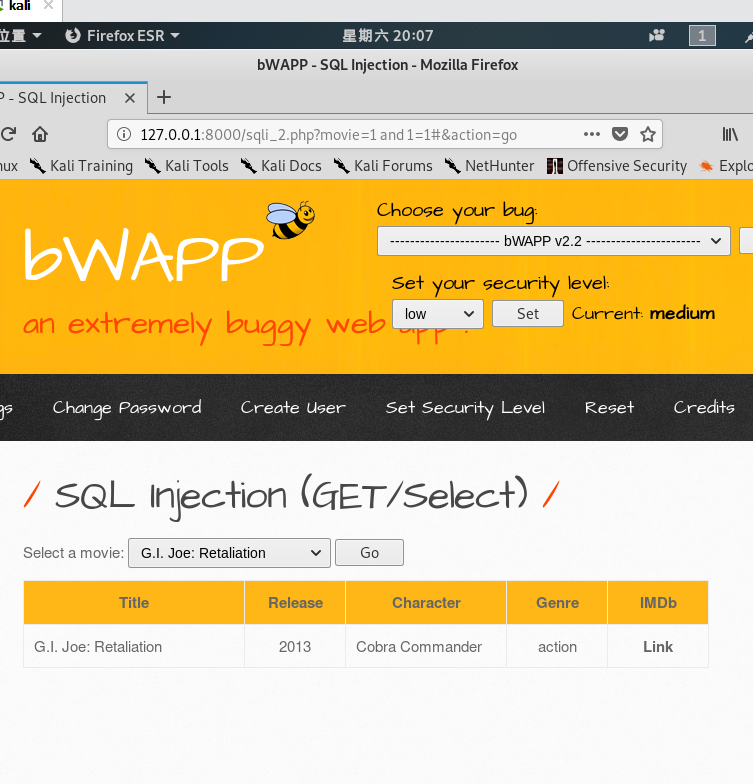 kali
位置 Firefox ESR 星期六 20:07 1
bWAPP - SQL Injection - Mozilla Firefox
P - SQL Injection
127.0.0.1:8000/sqli_2.php?movie=1 and 1=1#&action=go
nux Kali Training Kali Tools Kali Docs Kali Forums NetHunter Offensive Security Explo
bWAPP
an extremely buggy web app !
Choose your bug:
---------------------- bWAPP v2.2 -----------------------
Set your security level:
low Set Current: medium
gs Change Password Create User Set Security Level Reset Credits
/ SQL Injection (GET/Select) /
Select a movie: G.I. Joe: Retaliation Go
Title Release Character Genre IMDb
G.I. Joe: Retaliation 2013 Cobra Commander action Link